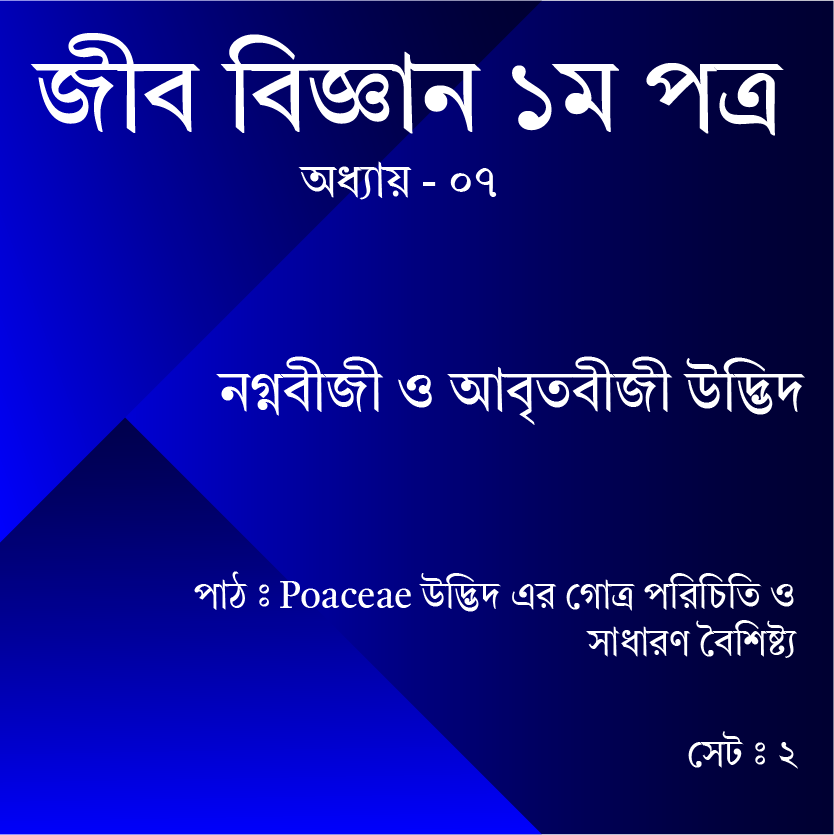 জীব বিজ্ঞান ১ম পত্র
অধ্যায় - ০৭
নগ্নবীজী ও আবৃতবীজী উদ্ভিদ
পাঠ ঃ Poaceae উদ্ভিদ এর গোত্র পরিচিতি ও
সাধারণ বৈশিষ্ট্য
সেট ঃ ২